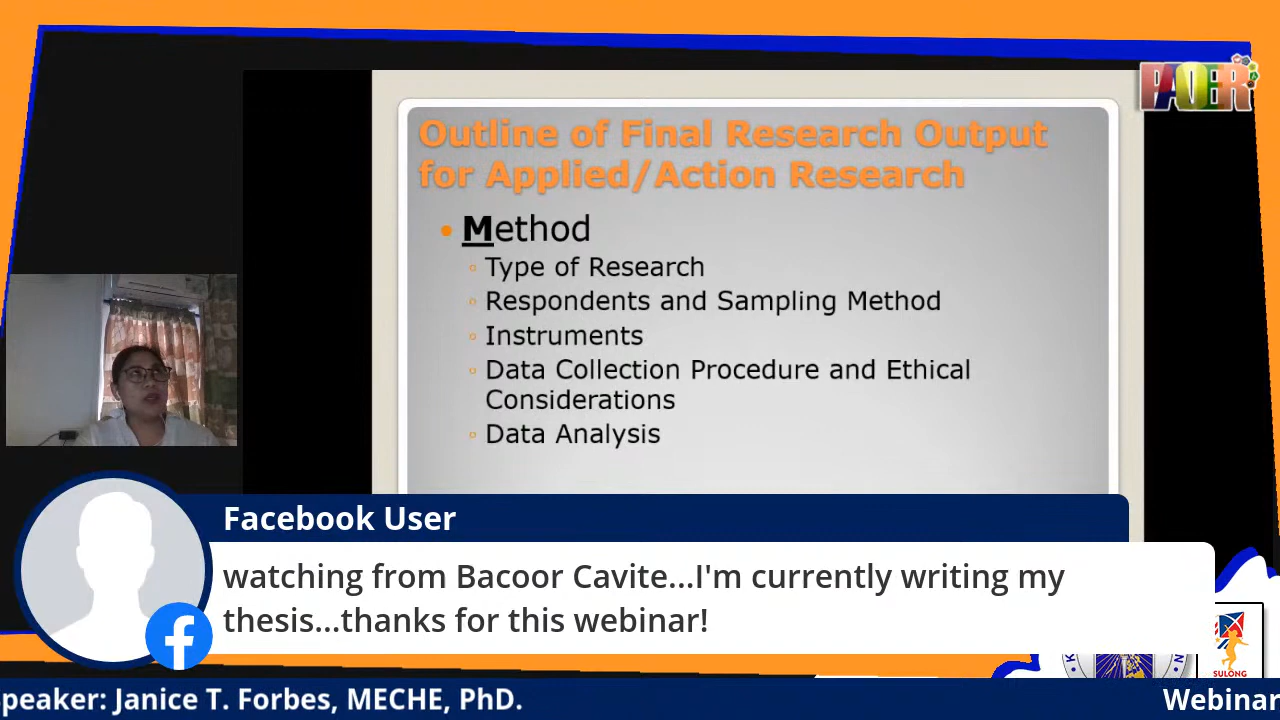 PAOER
Outline of Final Research Output
for Applied/Action Research
Method
Type of Research
Respondents and Sampling Method
Instruments
Data Collection Procedure and Ethical
Considerations
Data Analysis
Facebook User
watching from Bacoor Cavite...I'm currently writing my
thesis...thanks for this webinar!
SULONG
peaker: Janice T. Forbes, MECHE, PhD.
Webinar